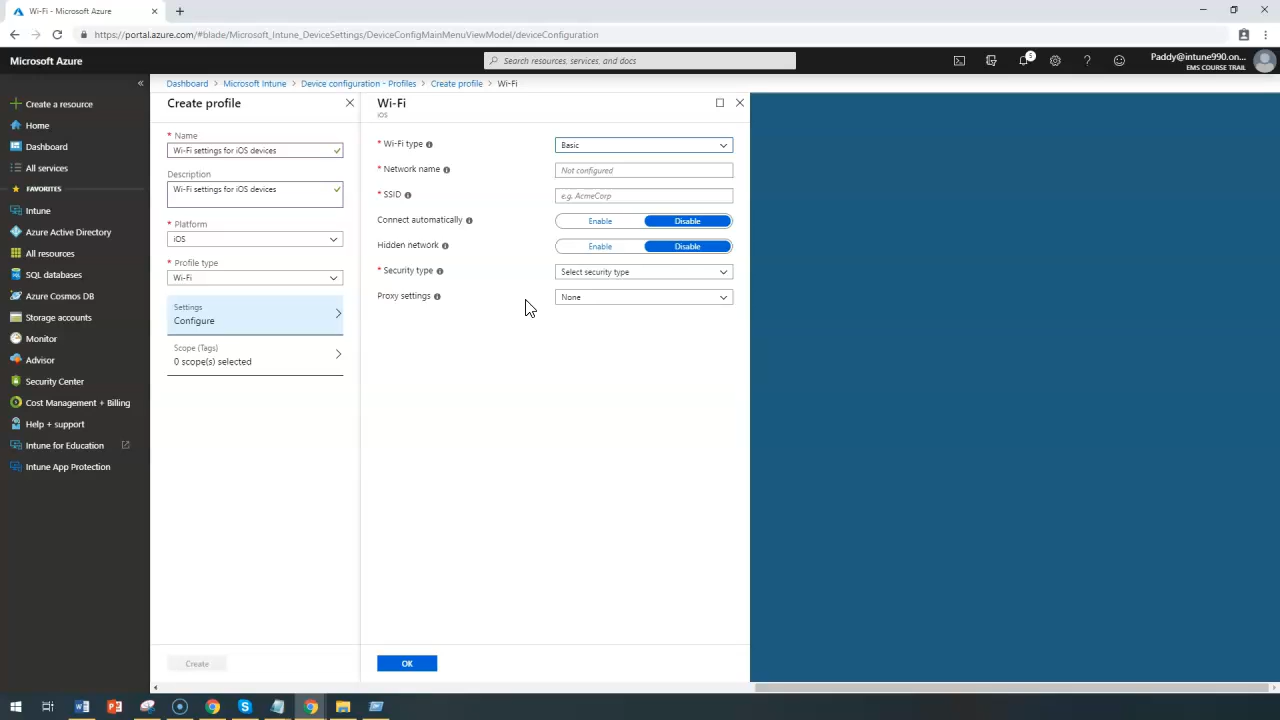 Wi-Fi - Microsoft Azure
https://portal.azure.com/#blade/Microsoft_Intune_DeviceSettings/DeviceConfigMainMenuViewModel/deviceConfiguration
Microsoft Azure
Search resources, services, and docs
5
Paddy@intune990.on...
EMS COURSE TRAIL
Create a resource
Home
Dashboard
All services
FAVORITES
Intune
Azure Active Directory
All resources
SQL databases
Azure Cosmos DB
Storage accounts
Monitor
Advisor
Security Center
Cost Management + Billing
Help + support
Intune for Education
Intune App Protection
Dashboard > Microsoft Intune > Device configuration - Profiles > Create profile > Wi-Fi
Create profile
* Name
Wi-Fi settings for iOS devices
Description
Wi-Fi settings for iOS devices
* Platform
iOS
* Profile type
Wi-Fi
Settings
Configure
Scope (Tags)
0 scope(s) selected
Create
Wi-Fi
iOS
* Wi-Fi type Basic
* Network name Not configured
* SSID e.g. AcmeCorp
Connect automatically Enable Disable
Hidden network Enable Disable
* Security type Select security type
Proxy settings None
OK